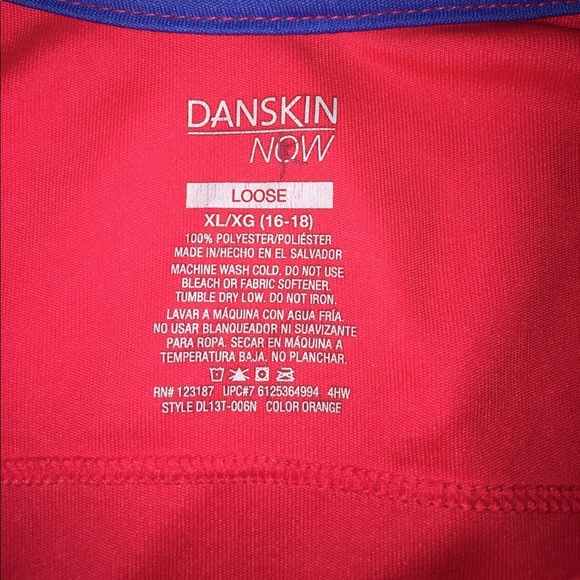 DANSKIN
NOW
LOOSE
XL/XG (16-18)
100% POLYESTER/POLIÉSTER
MADE IN/HECHO EN EL SALVADOR
MACHINE WASH COLD. DO NOT USE
BLEACH OR FABRIC SOFTENER.
TUMBLE DRY LOW. DO NOT IRON.
LAVAR A MÁQUINA CON AGUA FRÍA.
NO USAR BLANQUEADOR NI SUAVIZANTE
PARA ROPA. SECAR EN MÁQUINA A
TEMPERATURA BAJA. NO PLANCHAR.
RN# 123187 UPC#7 6125364994 4HW
STYLE DL13T-006N COLOR ORANGE